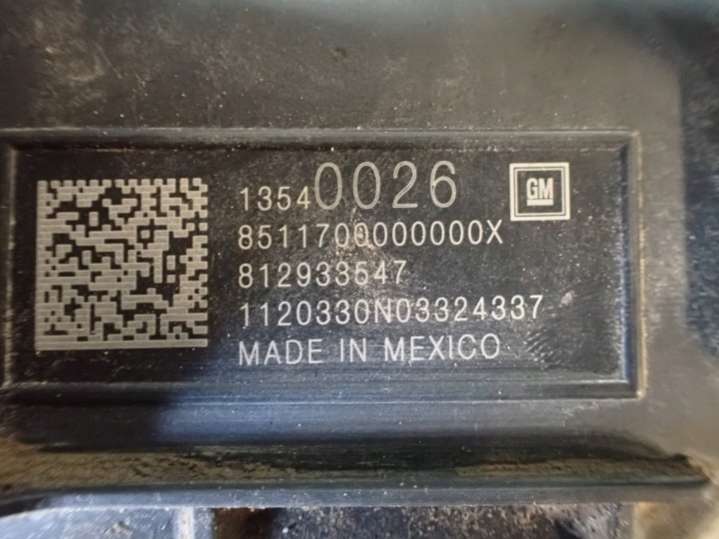 13540026
GM
8511700000000X
812933547
1120330N03324337
MADE IN MEXICO